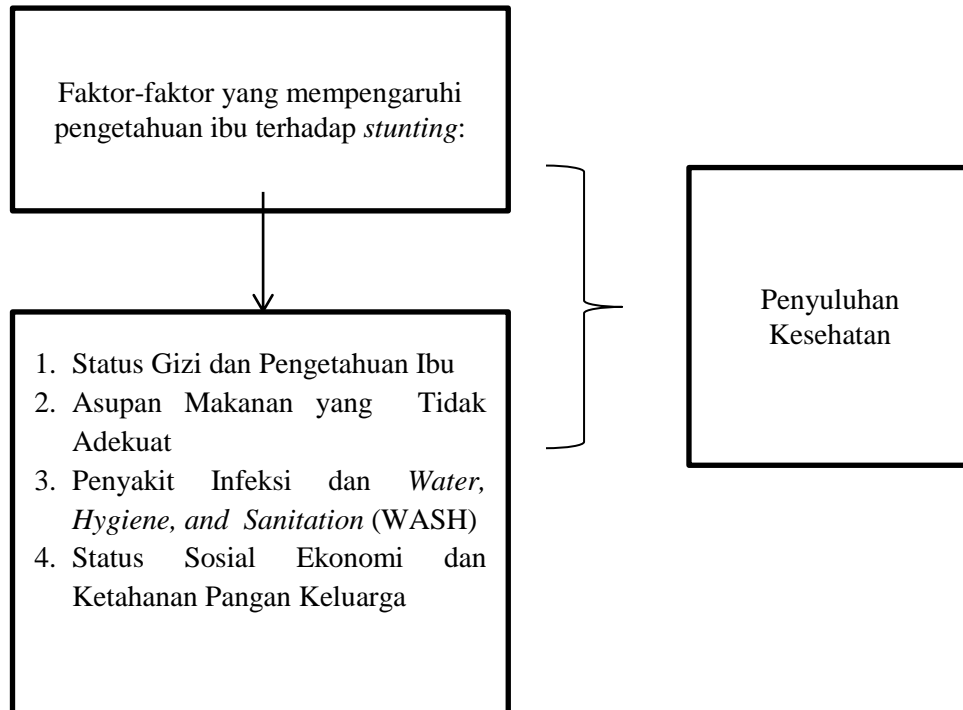 Faktor-faktor yang mempengaruhi
pengetahuan ibu terhadap stunting:
1. Status Gizi dan Pengetahuan Ibu
2. Asupan Makanan yang Tidak
Adekuat
3. Penyakit Infeksi dan Water,
Hygiene, and Sanitation (WASH)
4. Status Sosial Ekonomi dan
Ketahanan Pangan Keluarga
Penyuluhan
Kesehatan